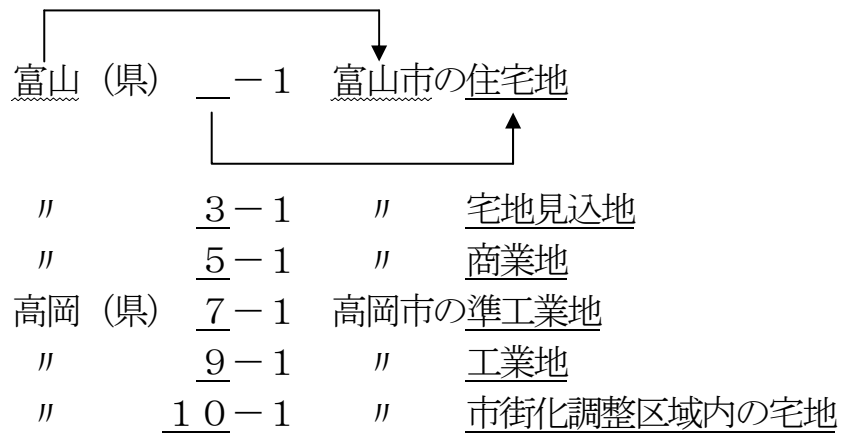 富山（県） ＿－１ 富山市の住宅地
〃 ３－１ 〃 宅地見込地
〃 ５－１ 〃 商業地
高岡（県） ７－１ 高岡市の準工業地
〃 ９－１ 〃 工業地
〃 １０－１ 〃 市街化調整区域内の宅地